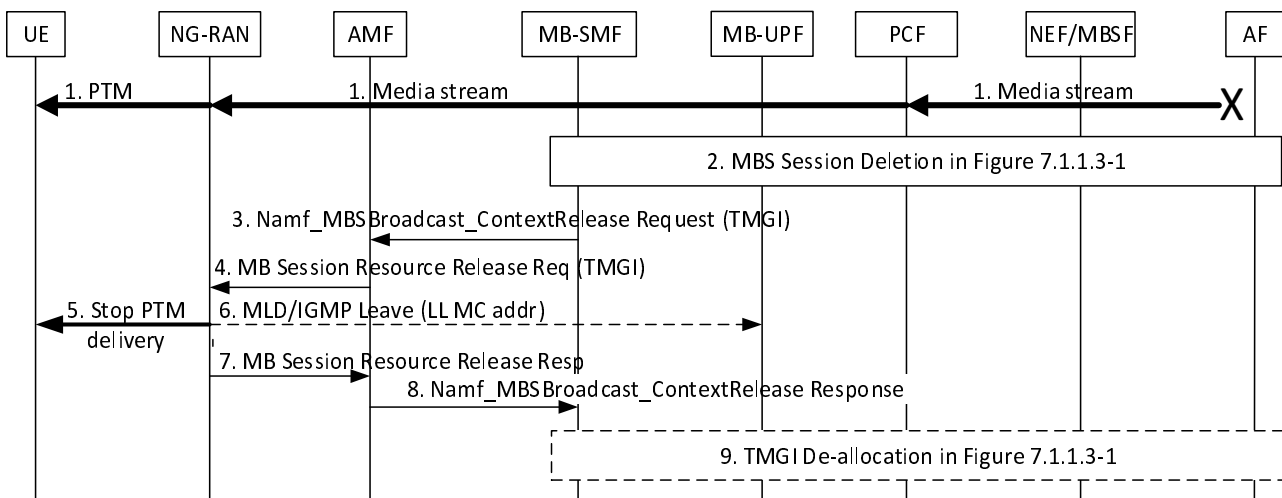 UE
NG-RAN
AMF
MB-SMF
MB-UPF
PCF
NEF/MBSF
AF
1. PTM
1. Media stream
1. Media stream
X
2. MBS Session Deletion in Figure 7.1.1.3-1
3. Namf_MBSBroadcast_ContextRelease Request (TMGI)
4. MB Session Resource Release Req (TMGI)
5. Stop PTM
delivery
6. MLD/IGMP Leave (LL MC addr)
7. MB Session Resource Release Resp
8. Namf_MBSBroadcast_ContextRelease Response
9. TMGI De-allocation in Figure 7.1.1.3-1